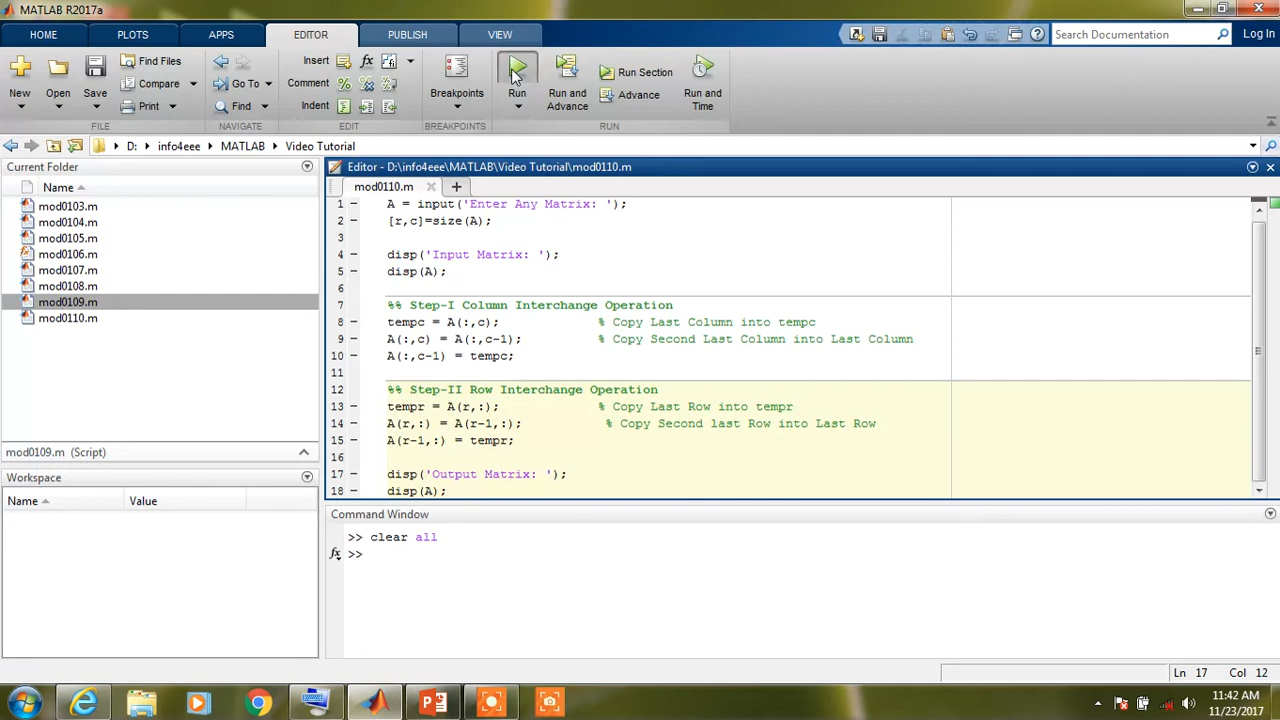 MATLAB R2017a
HOME PLOTS APPS EDITOR PUBLISH VIEW Search Documentation Log In
New Open Save Find Files Compare Print Go To Find Insert fx Comment % Indent Breakpoints Run Run and Advance Run Section Advance Run and Time
FILE NAVIGATE EDIT BREAKPOINTS RUN
D: info4eee MATLAB Video Tutorial
Current Folder
Name
mod0103.m
mod0104.m
mod0105.m
mod0106.m
mod0107.m
mod0108.m
mod0109.m
mod0110.m
mod0109.m (Script)
Workspace
Name Value
Editor - D:\info4eee\MATLAB\Video Tutorial\mod0110.m
mod0110.m
1 A = input('Enter Any Matrix: ');
2 [r,c]=size(A);
3
4 disp('Input Matrix: ');
5 disp(A);
6
7 %% Step-I Column Interchange Operation
8 tempc = A(:,c); % Copy Last Column into tempc
9 A(:,c) = A(:,c-1); % Copy Second Last Column into Last Column
10 A(:,c-1) = tempc;
11
12 %% Step-II Row Interchange Operation
13 tempr = A(r,:); % Copy Last Row into tempr
14 A(r,:) = A(r-1,:); % Copy Second last Row into Last Row
15 A(r-1,:) = tempr;
16
17 disp('Output Matrix: ');
18 disp(A);
Command Window
>> clear all
fx >>
Ln 17 Col 12
11:42 AM
11/23/2017